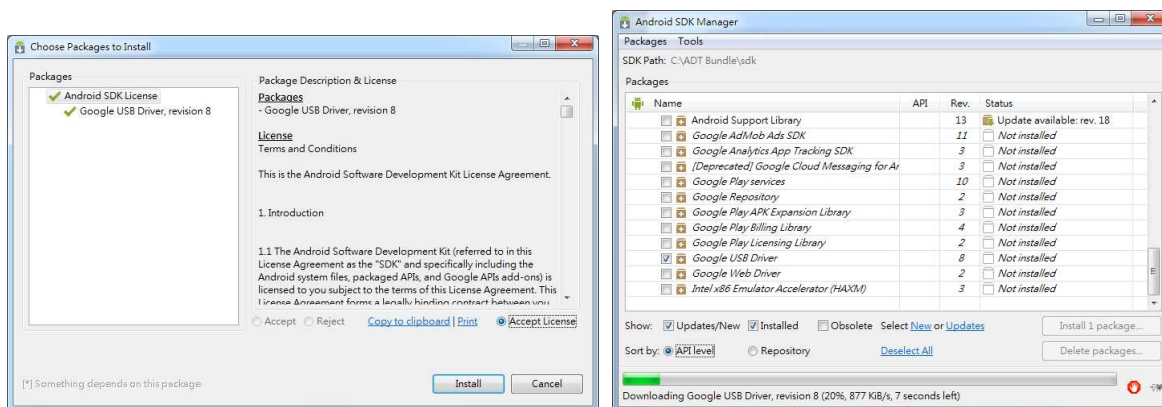 Choose Packages to Install
Packages
Android SDK License
Google USB Driver, revision 8
Package Description & License
Packages
- Google USB Driver, revision 8
License
Terms and Conditions
This is the Android Software Development Kit License Agreement.
1. Introduction
1.1 The Android Software Development Kit (referred to in this
License Agreement as the "SDK" and specifically including the
Android system files, packaged APIs, and Google APIs add-ons) is
licensed to you subject to the terms of this License Agreement. This
License Agreement forms a legally binding contract between you
Accept Reject Copy to clipboard | Print Accept License
[*] Something depends on this package
Install Cancel
Android SDK Manager
Packages Tools
SDK Path: C:\ADT Bundle\sdk
Packages
Name API Rev. Status
Android Support Library 13 Update available: rev. 18
Google AdMob Ads SDK 11 Not installed
Google Analytics App Tracking SDK 3 Not installed
[Deprecated] Google Cloud Messaging for Ar 3 Not installed
Google Play services 10 Not installed
Google Repository 2 Not installed
Google Play APK Expansion Library 3 Not installed
Google Play Billing Library 4 Not installed
Google Play Licensing Library 2 Not installed
Google USB Driver 8 Not installed
Google Web Driver 2 Not installed
Intel x86 Emulator Accelerator (HAXM) 3 Not installed
Show: Updates/New Installed Obsolete Select New or Updates Install 1 package...
Sort by: API level Repository Deselect All Delete packages...
Downloading Google USB Driver, revision 8 (20%, 877 KiB/s, 7 seconds left)